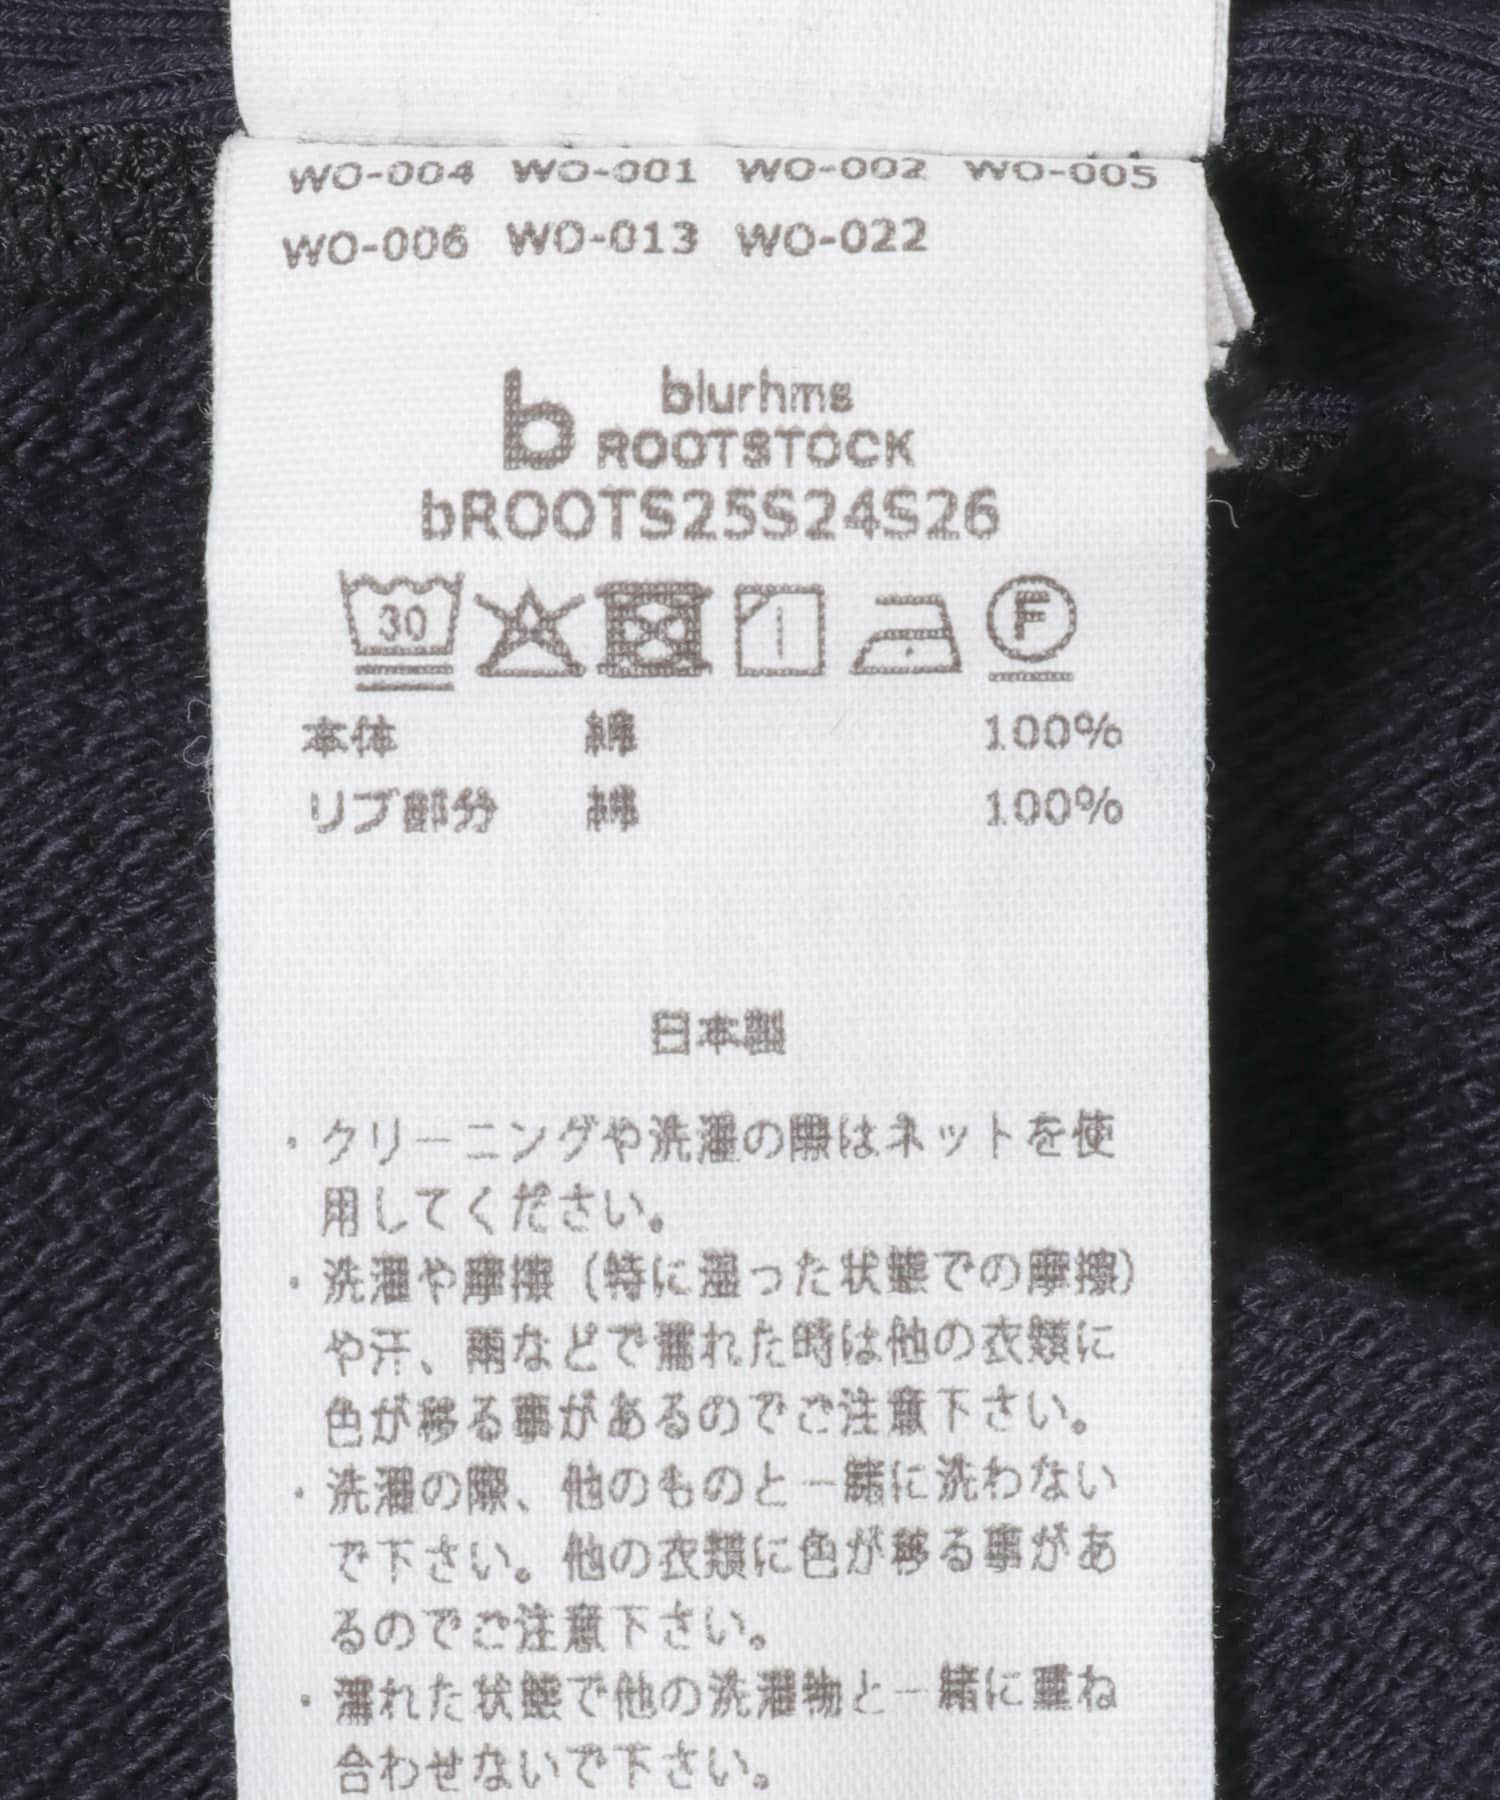 WO-004 WO-001 WO-002 WO-005
WO-006 WO-013 WO-022
b blurhms
ROOTSTOCK
bROOTS25S24S26
30 F
本体 綿 100%
リブ部分 綿 100%
日本製
・クリーニングや洗濯の際はネットを使
用してください。
・洗濯や摩擦(特に湿った状態での摩擦)
や汗、雨などで濡れた時は他の衣類に
色が移る事があるのでご注意下さい。
・洗濯の際、他のものと一緒に洗わない
で下さい。他の衣類に色が移る事があ
るのでご注意下さい。
・濡れた状態で他の洗濯物と一緒に重ね
合わせないで下さい。